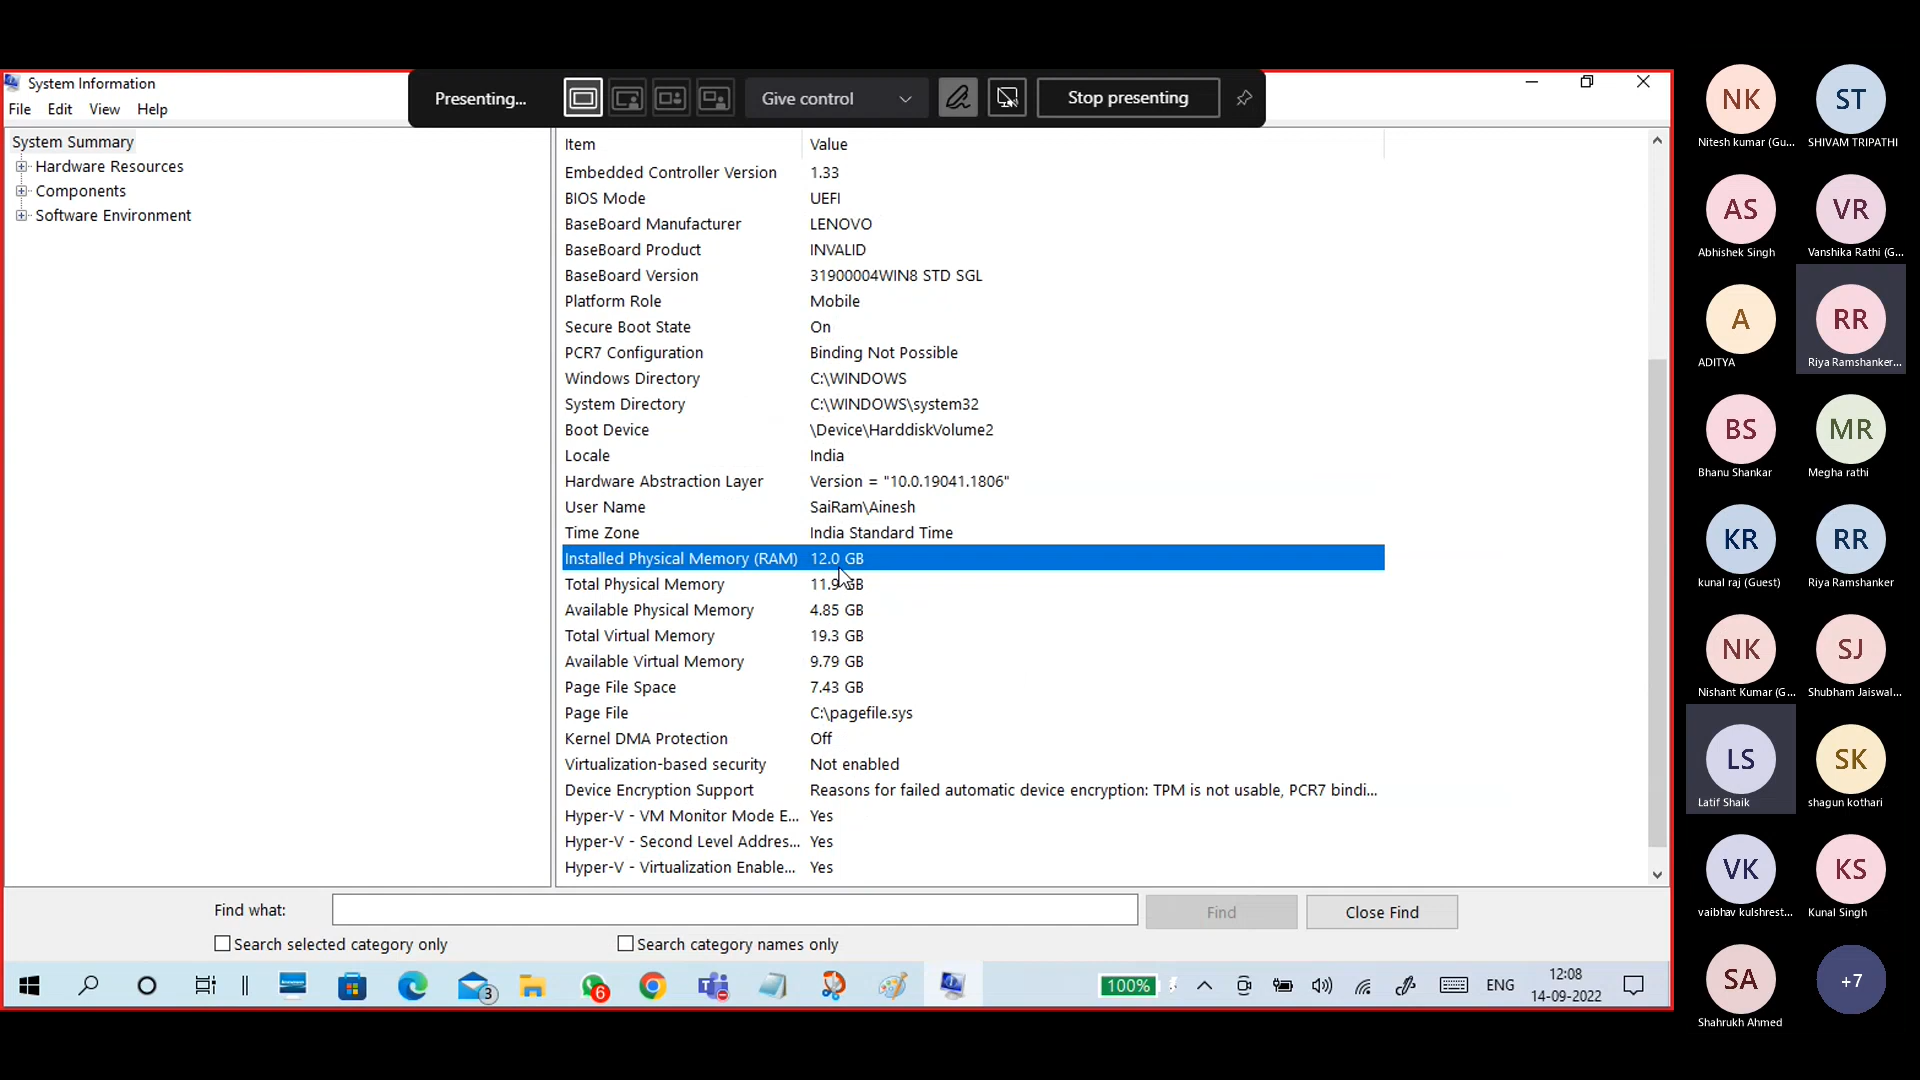 System Information
File Edit View Help
Presenting... Give control Stop presenting
System Summary
Hardware Resources
Components
Software Environment
Item Value
Embedded Controller Version 1.33
BIOS Mode UEFI
BaseBoard Manufacturer LENOVO
BaseBoard Product INVALID
BaseBoard Version 31900004WIN8 STD SGL
Platform Role Mobile
Secure Boot State On
PCR7 Configuration Binding Not Possible
Windows Directory C:\WINDOWS
System Directory C:\WINDOWS\system32
Boot Device \Device\HarddiskVolume2
Locale India
Hardware Abstraction Layer Version = "10.0.19041.1806"
User Name SaiRam\Ainesh
Time Zone India Standard Time
Installed Physical Memory (RAM) 12.0 GB
Total Physical Memory 11.9 GB
Available Physical Memory 4.85 GB
Total Virtual Memory 19.3 GB
Available Virtual Memory 9.79 GB
Page File Space 7.43 GB
Page File C:\pagefile.sys
Kernel DMA Protection Off
Virtualization-based security Not enabled
Device Encryption Support Reasons for failed automatic device encryption: TPM is not usable, PCR7 bindi...
Hyper-V - VM Monitor Mode E... Yes
Hyper-V - Second Level Addres... Yes
Hyper-V - Virtualization Enable... Yes
Find what: Find Close Find
Search selected category only Search category names only
3 6 100% ENG 12:08
14-09-2022
NK ST
Nitesh kumar (Gu... SHIVAM TRIPATHI
AS VR
Abhishek Singh Vanshika Rathi (G...
A RR
ADITYA Riya Ramshanker...
BS MR
Bhanu Shankar Megha rathi
KR RR
kunal raj (Guest) Riya Ramshanker
NK SJ
Nishant Kumar (G... Shubham Jaiswal...
LS SK
Latif Shaik shagun kothari
VK KS
vaibhav kulshrest... Kunal Singh
SA +7
Shahrukh Ahmed